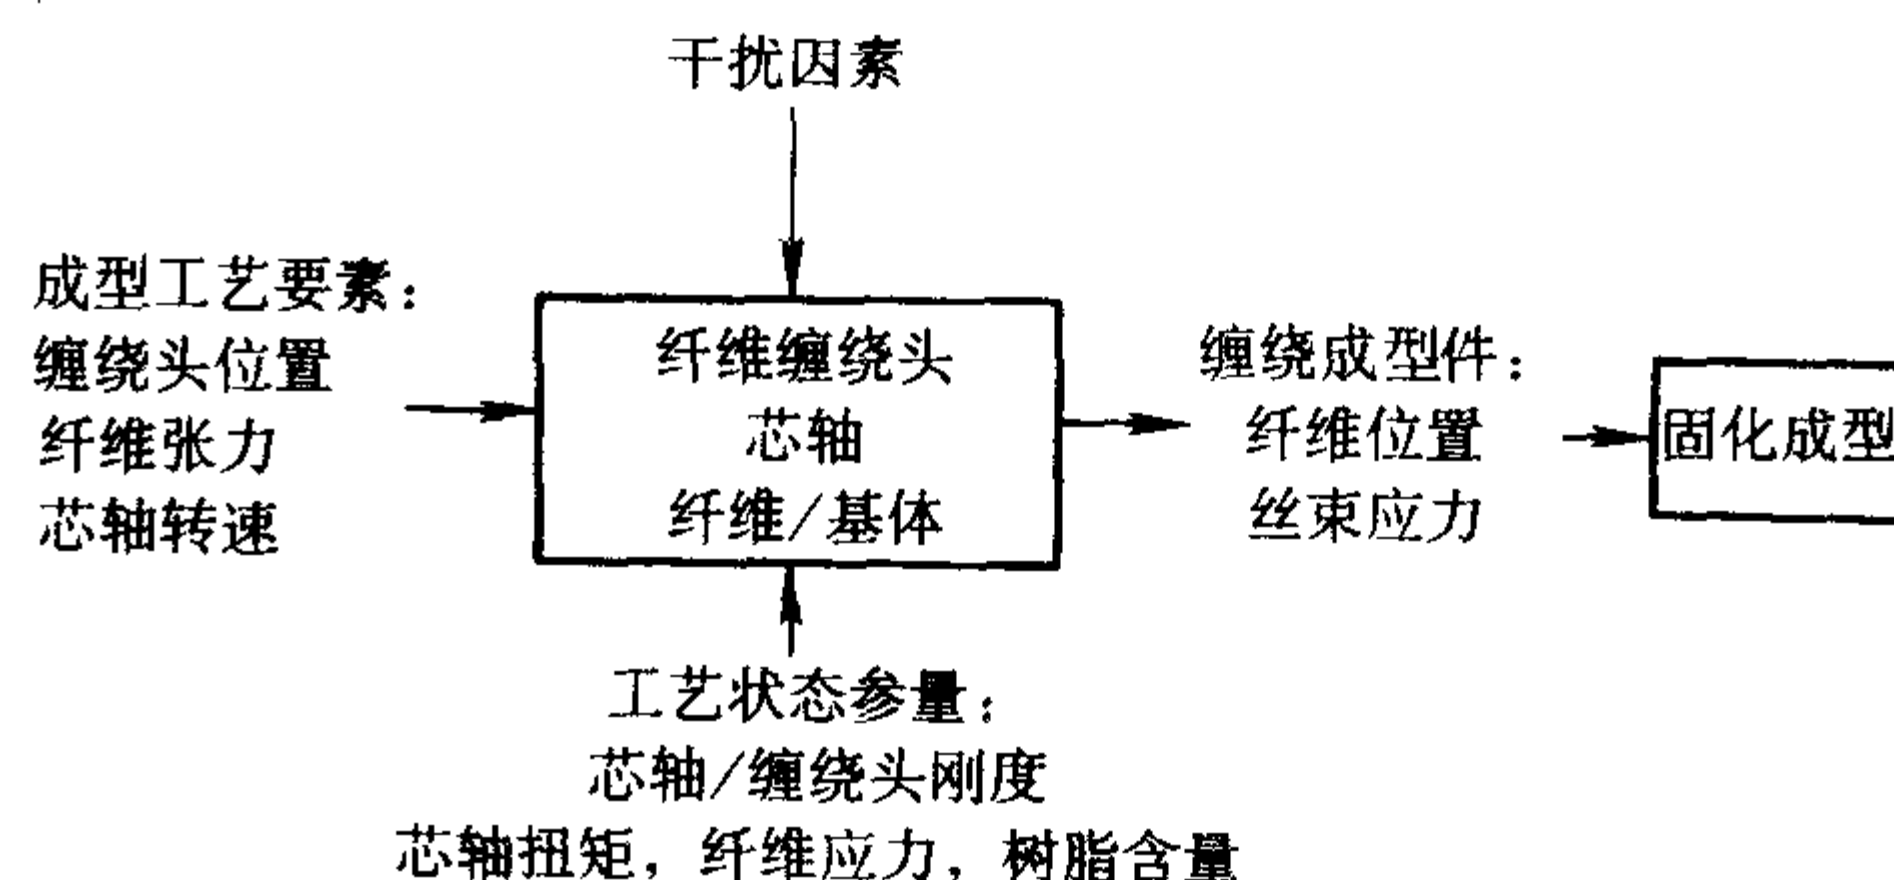 干扰因素
成型工艺要素：
缠绕头位置
纤维张力
芯轴转速
纤维缠绕头
芯轴
纤维/基体
缠绕成型件：
纤维位置
丝束应力
固化成型
工艺状态参量：
芯轴/缠绕头刚度
芯轴扭矩，纤维应力，树脂含量